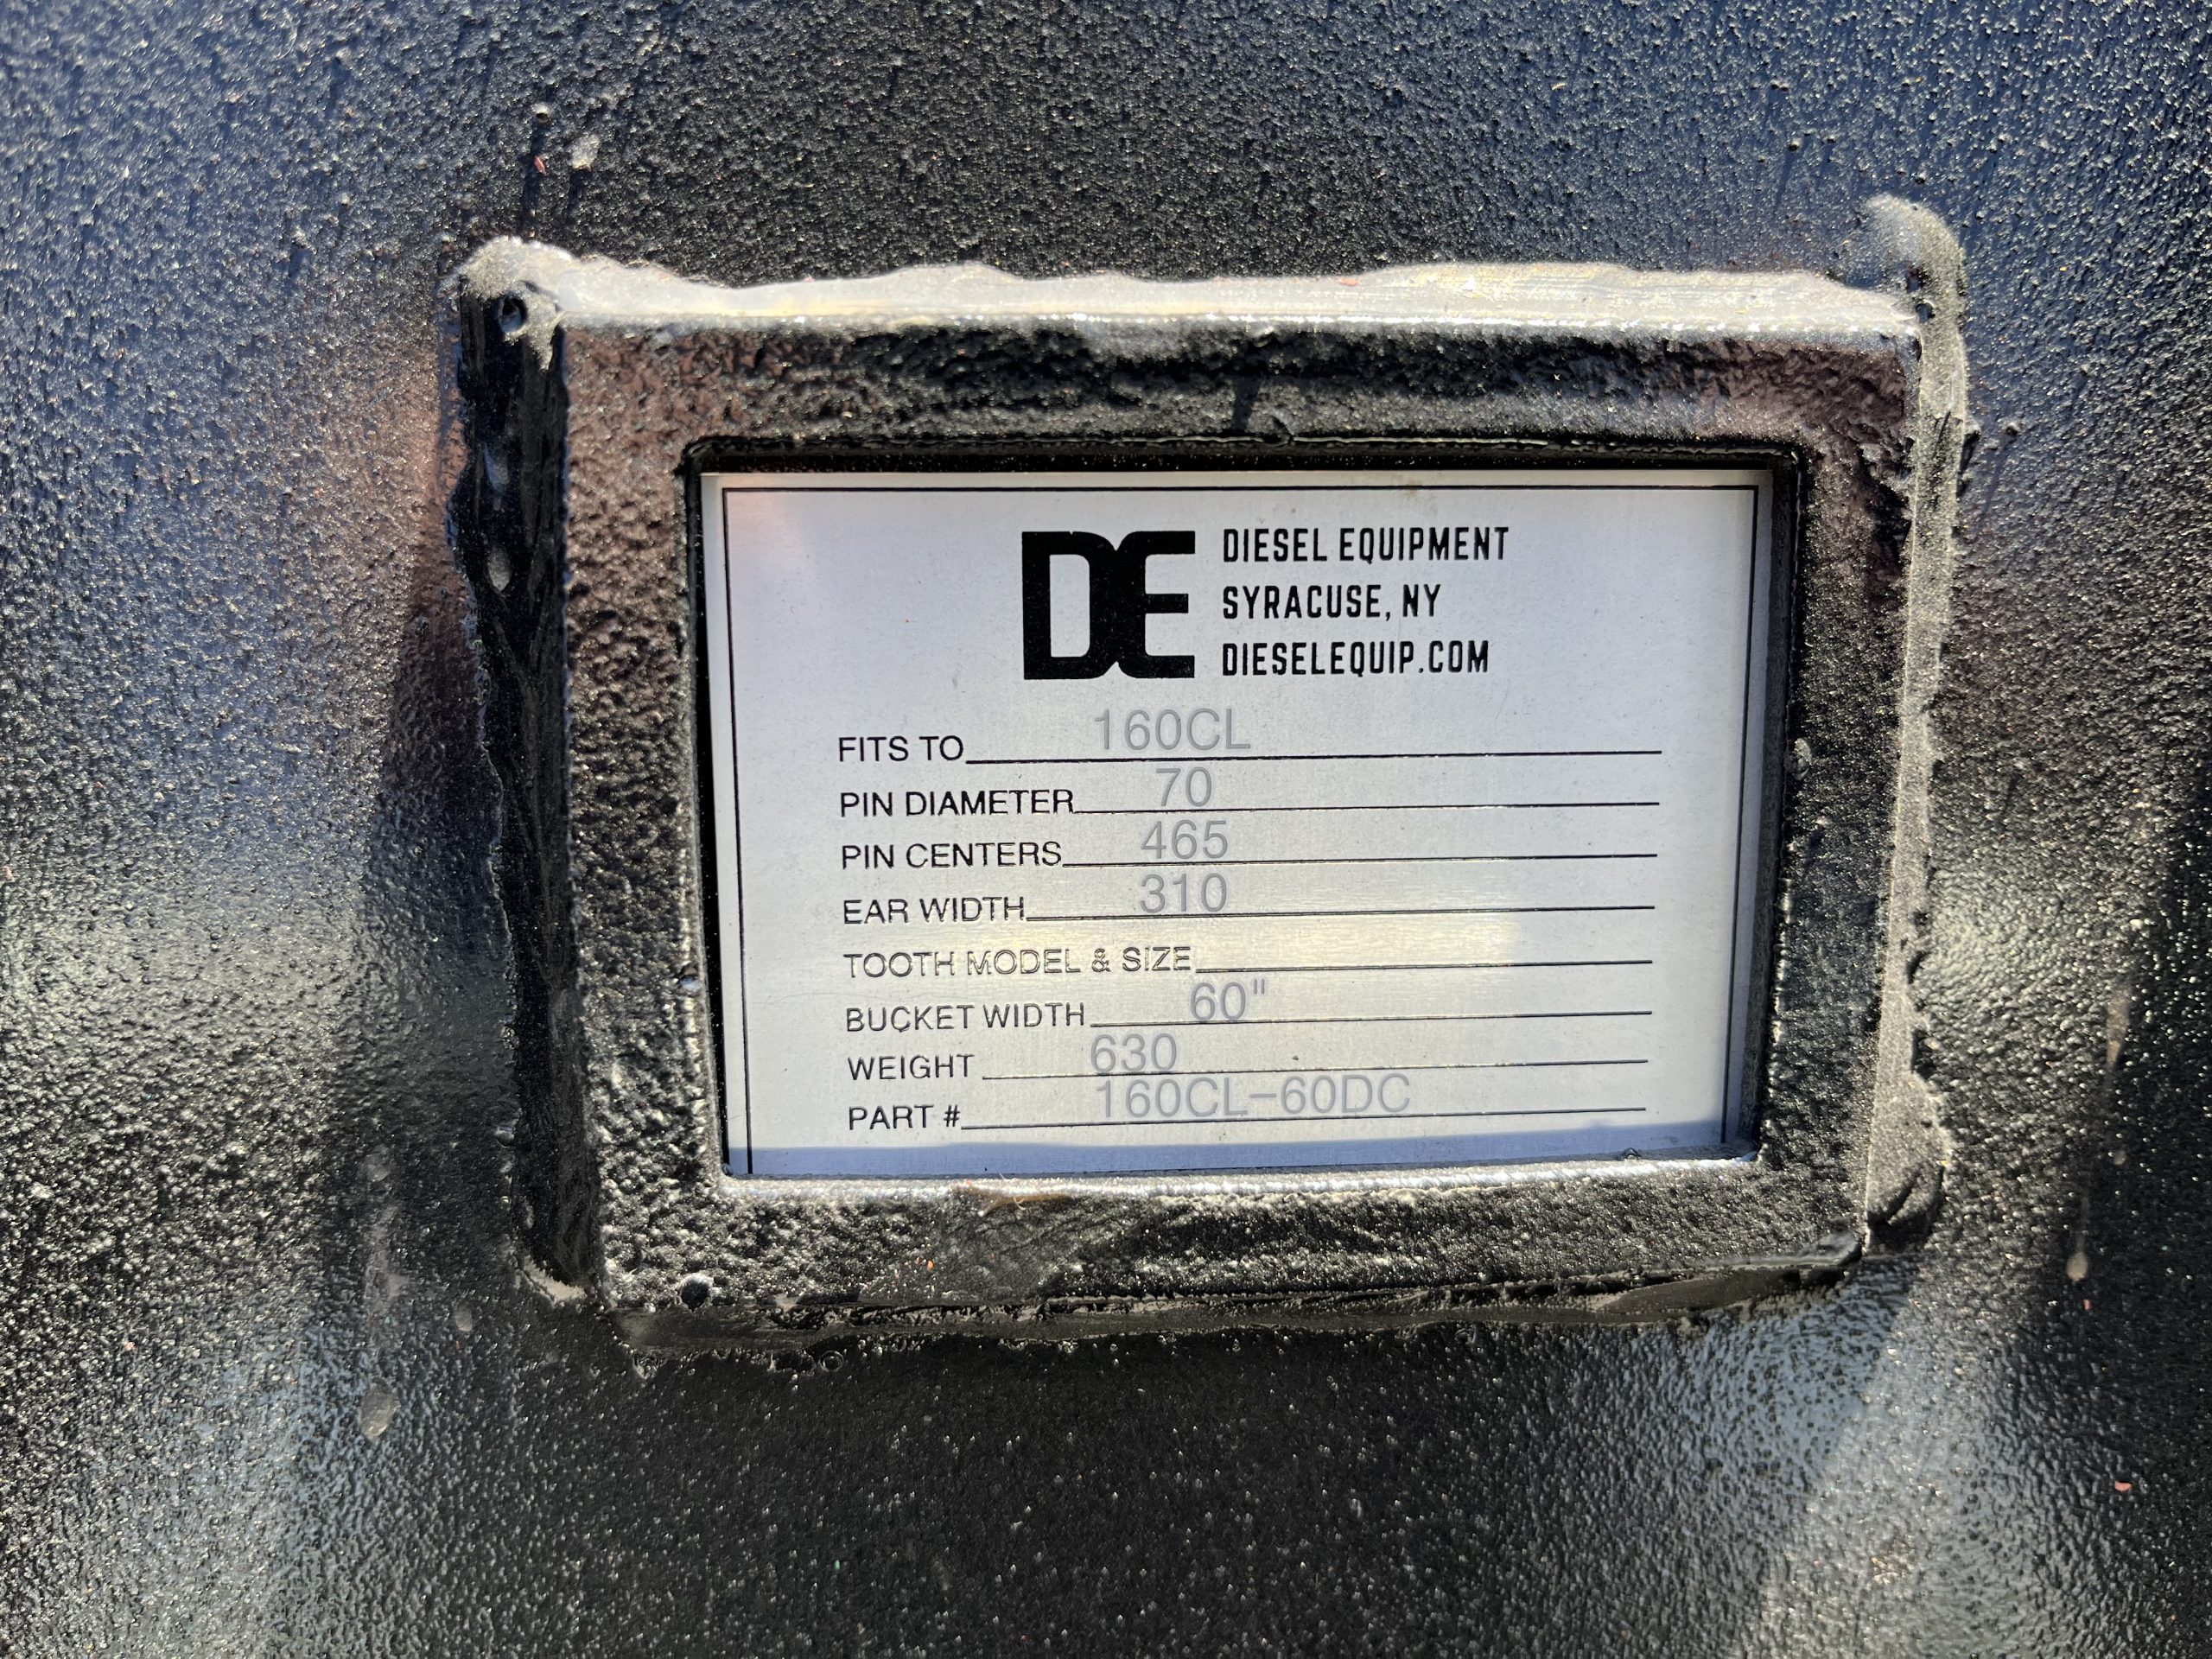 DE
DIESEL EQUIPMENT
SYRACUSE, NY
DIESELEQUIP.COM
FITS TO 160CL
PIN DIAMETER 70
PIN CENTERS 465
EAR WIDTH 310
TOOTH MODEL & SIZE
BUCKET WIDTH 60"
WEIGHT 630
PART # 160CL-60DC